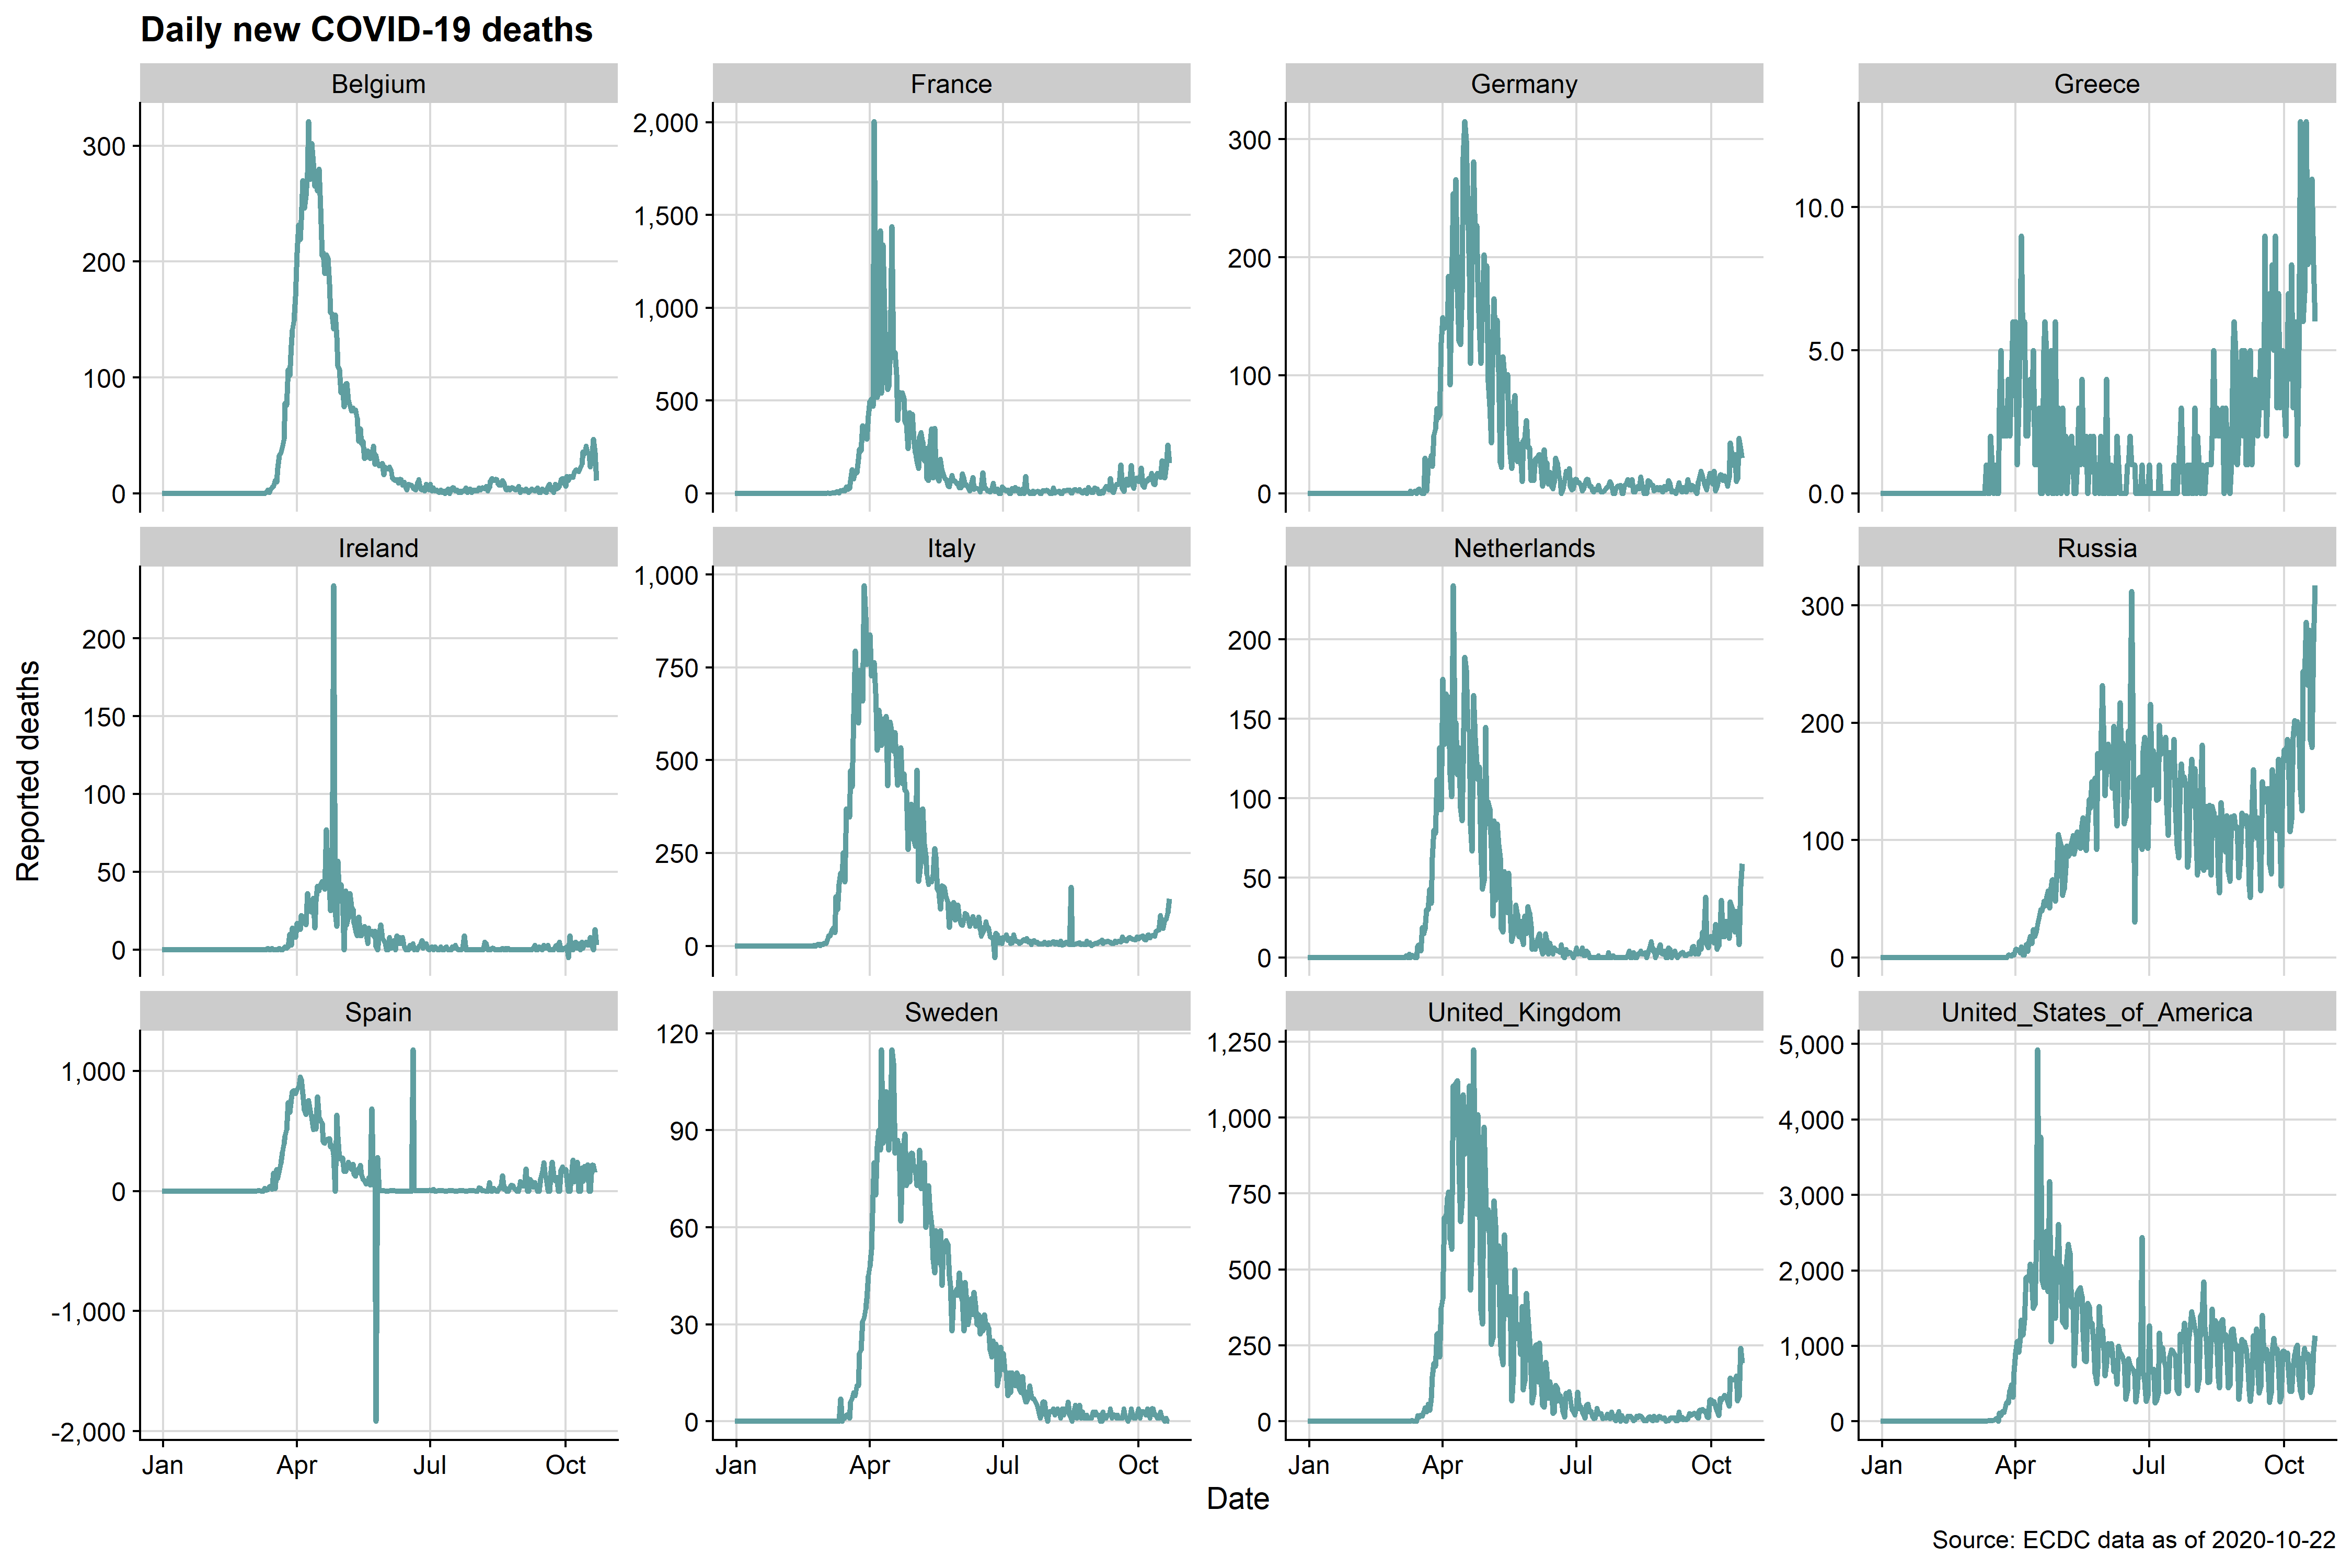 Daily new COVID-19 deaths
Belgium
France
Germany
Greece
300
200
100
0
2,000
1,500
1,000
500
0
300
200
100
0
10.0
5.0
0.0
Ireland
Italy
Netherlands
Russia
200
150
100
50
0
1,000
750
500
250
0
200
150
100
50
0
300
200
100
0
Reported deaths
Spain
Sweden
United_Kingdom
United_States_of_America
1,000
0
-1,000
-2,000
120
90
60
30
0
1,250
1,000
750
500
250
0
5,000
4,000
3,000
2,000
1,000
0
Jan Apr Jul Oct
Jan Apr Jul Oct
Jan Apr Jul Oct
Jan Apr Jul Oct
Date
Source: ECDC data as of 2020-10-22